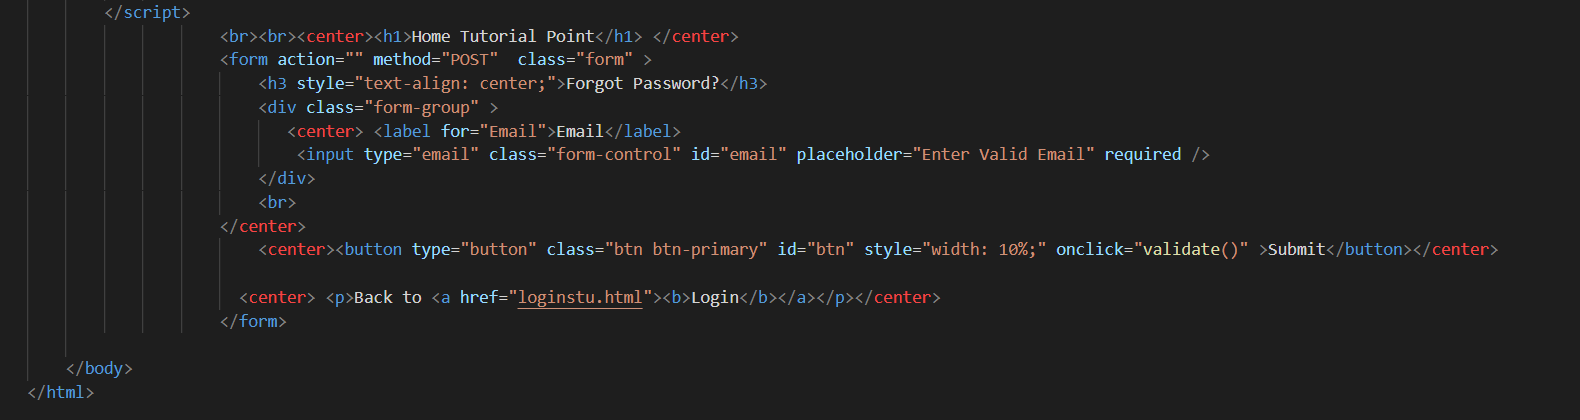 </script>
<br><br><center><h1>Home Tutorial Point</h1> </center>
<form action="" method="POST"  class="form" >
<h3 style="text-align: center;">Forgot Password?</h3>
<div class="form-group" >
<center> <label for="Email">Email</label>
<input type="email" class="form-control" id="email" placeholder="Enter Valid Email" required />
</div>
<br>
</center>
<center><button type="button" class="btn btn-primary" id="btn" style="width: 10%;" onclick="validate()" >Submit</button></center>
<center> <p>Back to <a href="loginstu.html"><b>Login</b></a></p></center>
</form>
</body>
</html>